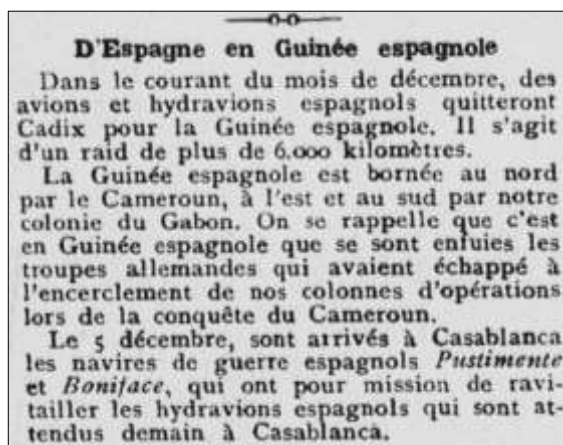 D'Espagne en Guinée espagnole
Dans le courant du mois de décembre, des
avions et hydravions espagnols quitteront
Cadix pour la Guinée espagnole. Il s'agit
d'un raid de plus de 6.000 kilomètres.
La Guinée espagnole est bornée au nord
par le Cameroun, à l'est et au sud par notre
colonie du Gabon. On se rappelle que c'est
en Guinée espagnole que se sont enfuies les
troupes allemandes qui avaient échappé à
l'encerclement de nos colonnes d'opérations
lors de la conquête du Cameroun.
Le 5 décembre, sont arrivés à Casablanca
les navires de guerre espagnols Pustimente
et Boniface, qui ont pour mission de ravi-
tailler les hydravions espagnols qui sont at-
tendus demain à Casablanca.